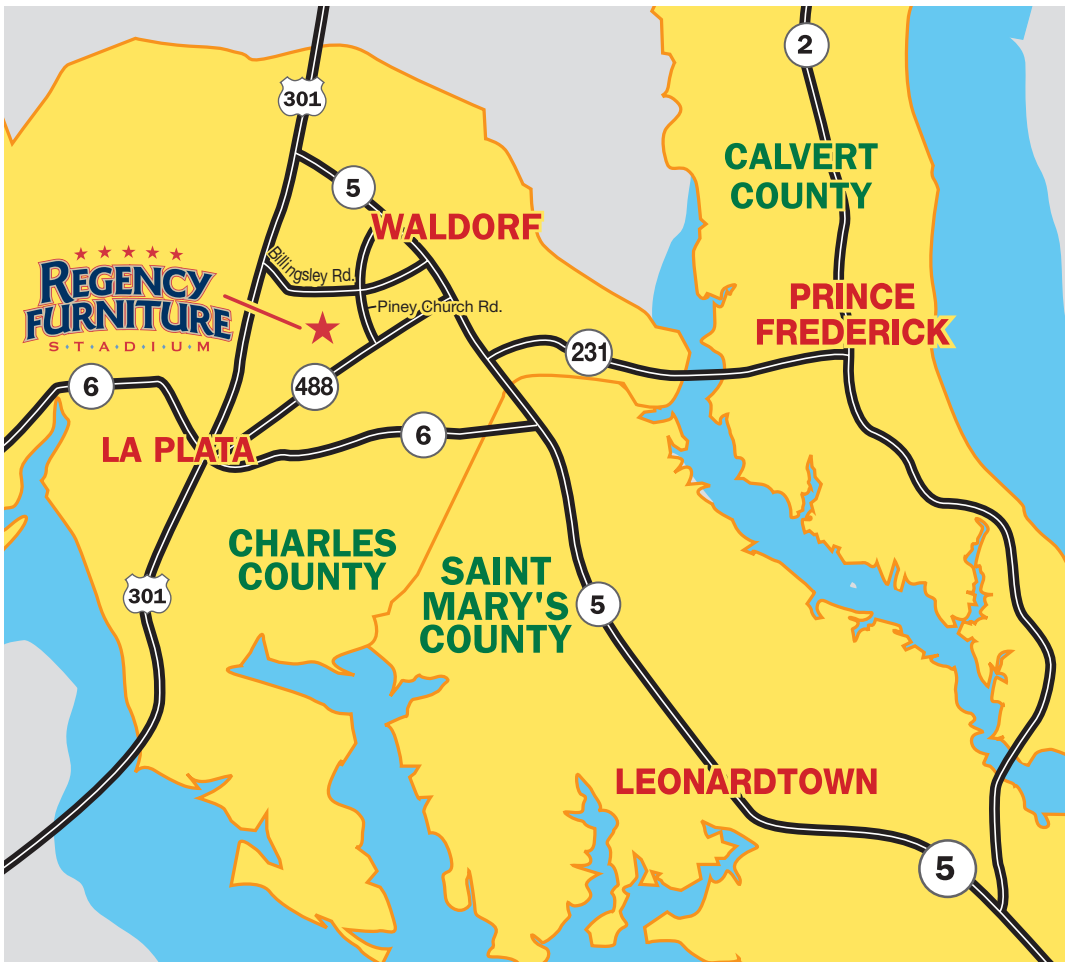 2
301
CALVERT
COUNTY
5
WALDORF
Billingsley Rd.
★ ★ ★ ★ ★
REGENCY
FURNITURE
S·T·A·D·I·U·M
Piney Church Rd.
PRINCE
FREDERICK
231
6
488
6
LA PLATA
CHARLES
COUNTY
SAINT
MARY'S
COUNTY
301
5
LEONARDTOWN
5